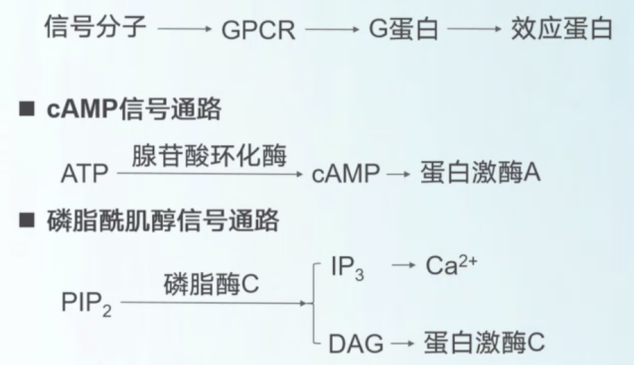 信号分子 → GPCR → G蛋白 → 效应蛋白
■ cAMP信号通路
腺苷酸环化酶
ATP → cAMP → 蛋白激酶A
■ 磷脂酰肌醇信号通路
IP₃ → Ca²⁺
磷脂酶C
PIP₂
DAG → 蛋白激酶C